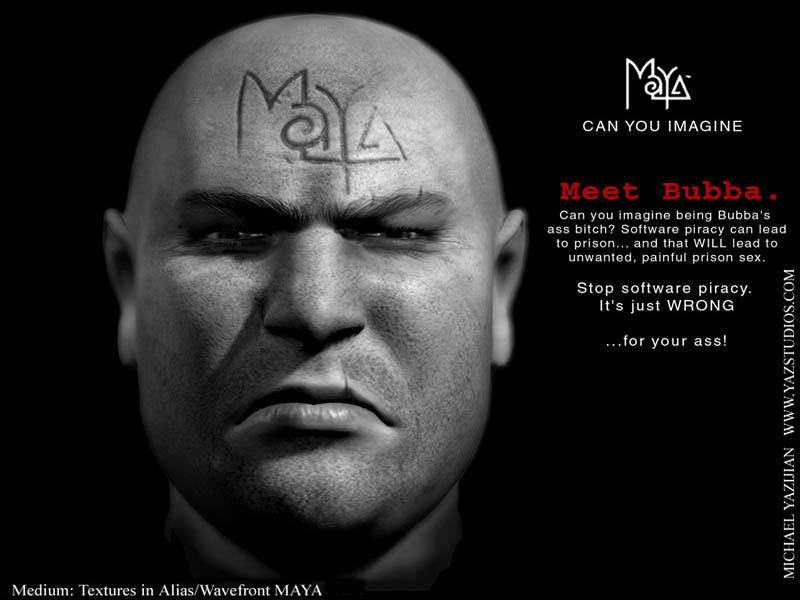 MAYA
MAYA
CAN YOU IMAGINE
Meet Bubba.
Can you imagine being Bubba's
ass bitch? Software piracy can lead
to prison... and that WILL lead to
unwanted, painful prison sex.
Stop software piracy.
It's just WRONG
...for your ass!
MICHAEL YAZIJIAN WWW.YAZSTUDIOS.COM
Medium: Textures in Alias/Wavefront MAYA